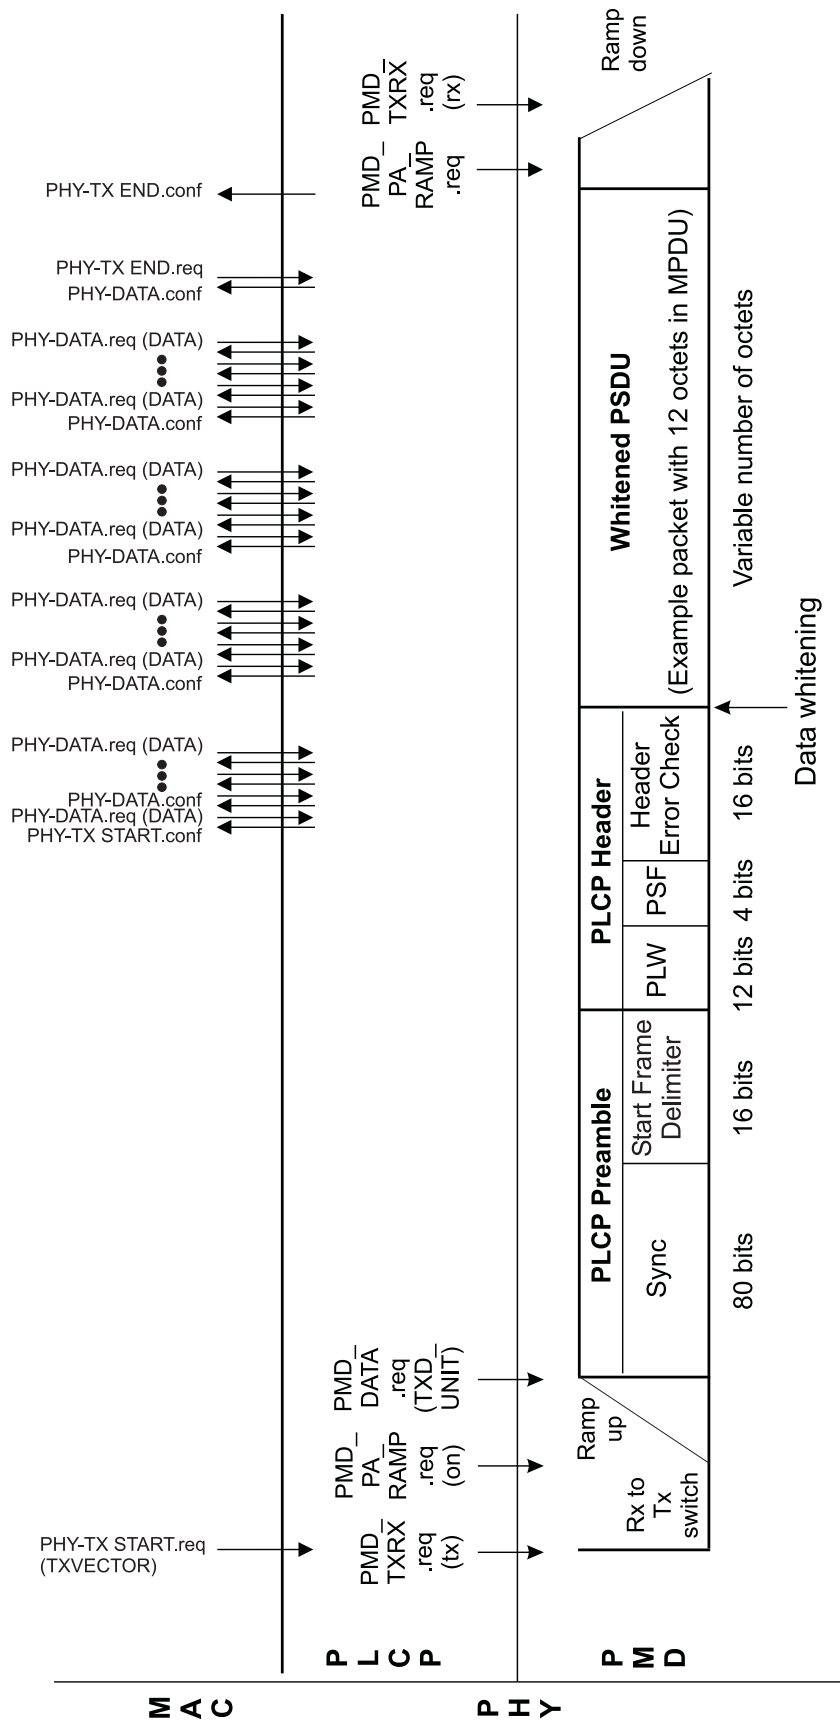 PHY-TX END.conf
PHY-TX END.req
PHY-DATA.conf
PHY-DATA.req (DATA)
PHY-DATA.req (DATA)
PHY-DATA.conf
PHY-DATA.req (DATA)
PHY-DATA.req (DATA)
PHY-DATA.conf
PHY-DATA.req (DATA)
PHY-DATA.req (DATA)
PHY-DATA.conf
PHY-DATA.req (DATA)
PHY-DATA.conf
PHY-DATA.req (DATA)
PHY-TX START.conf
PHY-TX START.req
(TXVECTOR)
MAC
PMD_
TXRX
.req
(tx)
PMD_
PA_
RAMP
.req
(on)
PMD_
DATA
.req
(TXD_
UNIT)
PMD_
PA_
RAMP
.req
PMD_
TXRX
.req
(rx)
PLCP
PHY
PMD
Rx to
Tx
switch
Ramp
up
PLCP Preamble
Sync
Start Frame
Delimiter
PLCP Header
PLW
PSF
Header
Error Check
Whitened PSDU
(Example packet with 12 octets in MPDU)
Ramp
down
80 bits
16 bits
12 bits
4 bits
16 bits
Variable number of octets
Data whitening